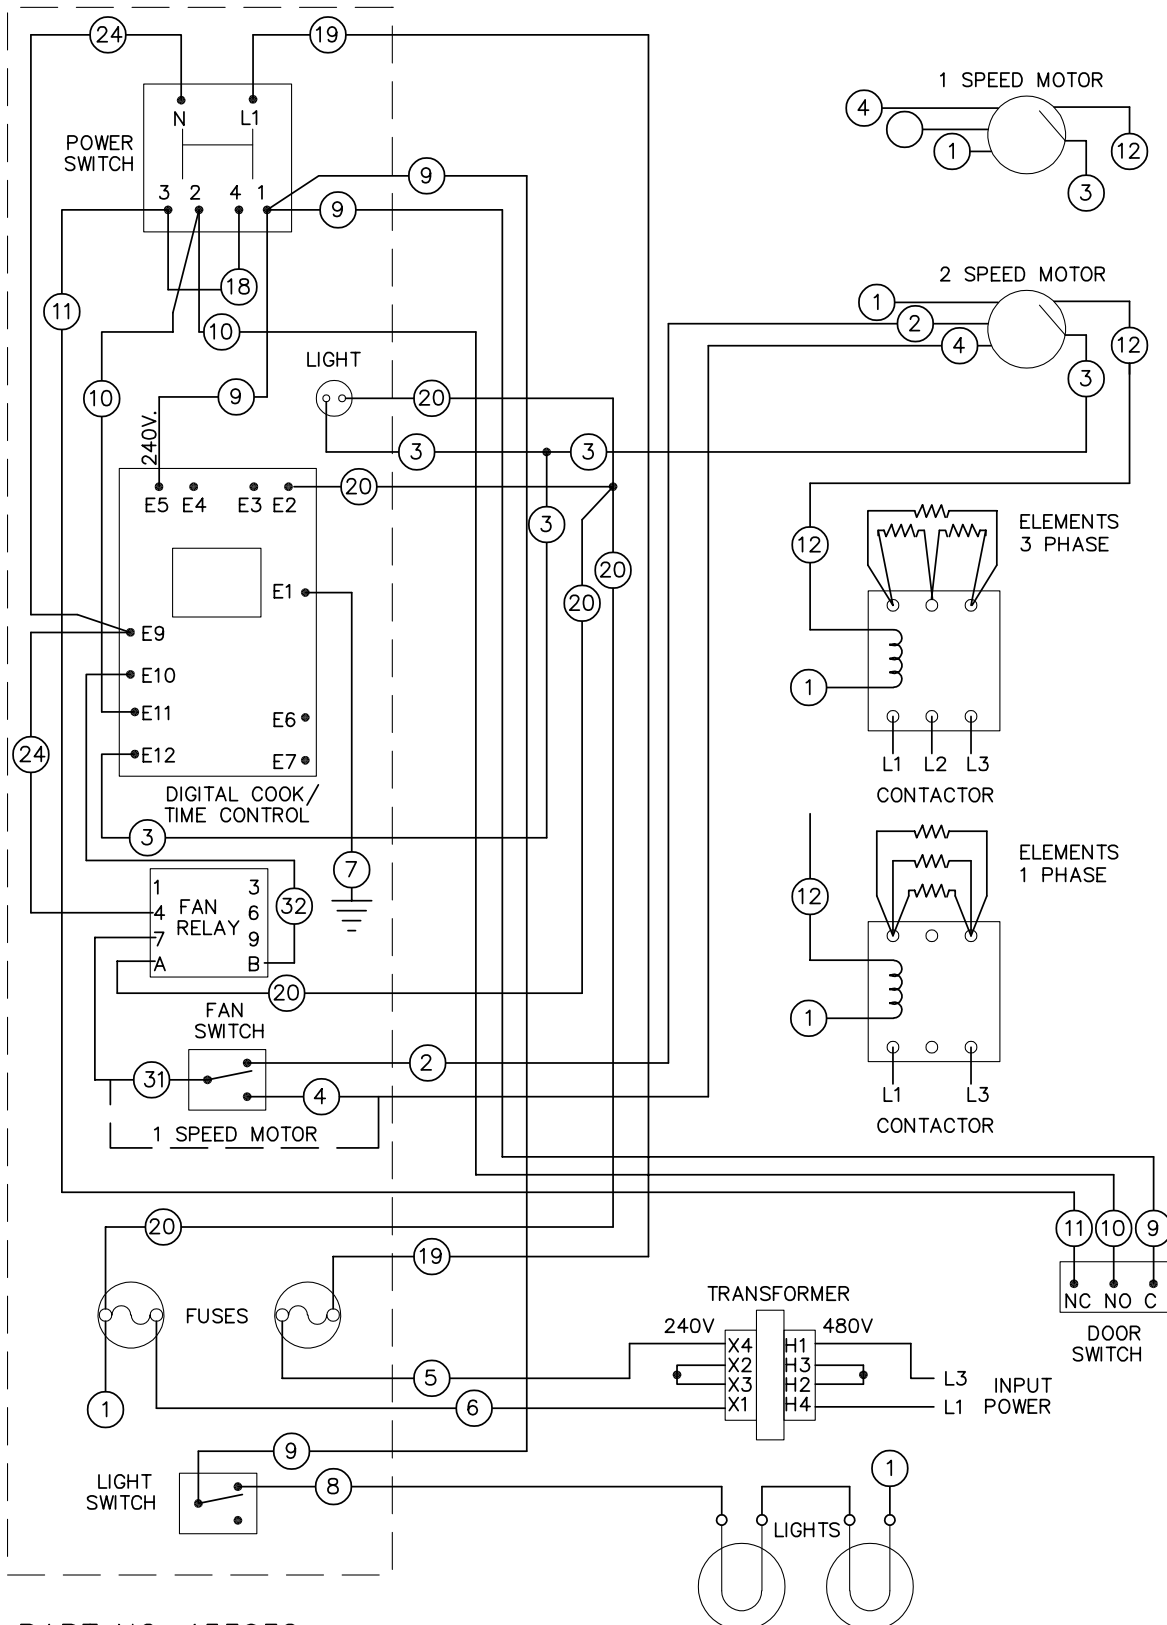 24
19
N
L1
POWER
SWITCH
3 2 4 1
9
9
18
11
10
10
9
LIGHT
20
3
3
240V.
E5 E4 E3 E2
20
3
20
20
E1
E9
E10
E11
E12
E6
E7
24
DIGITAL COOK/
TIME CONTROL
3
7
1 3
4 FAN 6
RELAY
7 9
A B
32
20
FAN
SWITCH
31
2
4
1 SPEED MOTOR
1 SPEED MOTOR
4
1
12
3
2 SPEED MOTOR
1
2
4
12
3
12
ELEMENTS
3 PHASE
1
L1 L2 L3
CONTACTOR
12
ELEMENTS
1 PHASE
1
L1 L3
CONTACTOR
20
19
11 10 9
NC NO C
DOOR
SWITCH
FUSES
TRANSFORMER
240V 480V
X4 H1
X2 H3
X3 H2
X1 H4
L3
L1
INPUT
POWER
5
6
1
9
LIGHT
SWITCH
8
1
LIGHTS